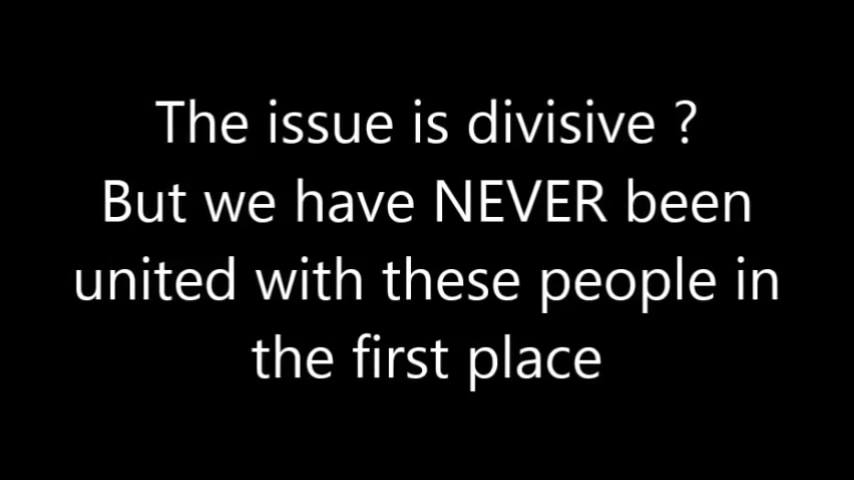 The issue is divisive ?
But we have NEVER been
united with these people in
the first place